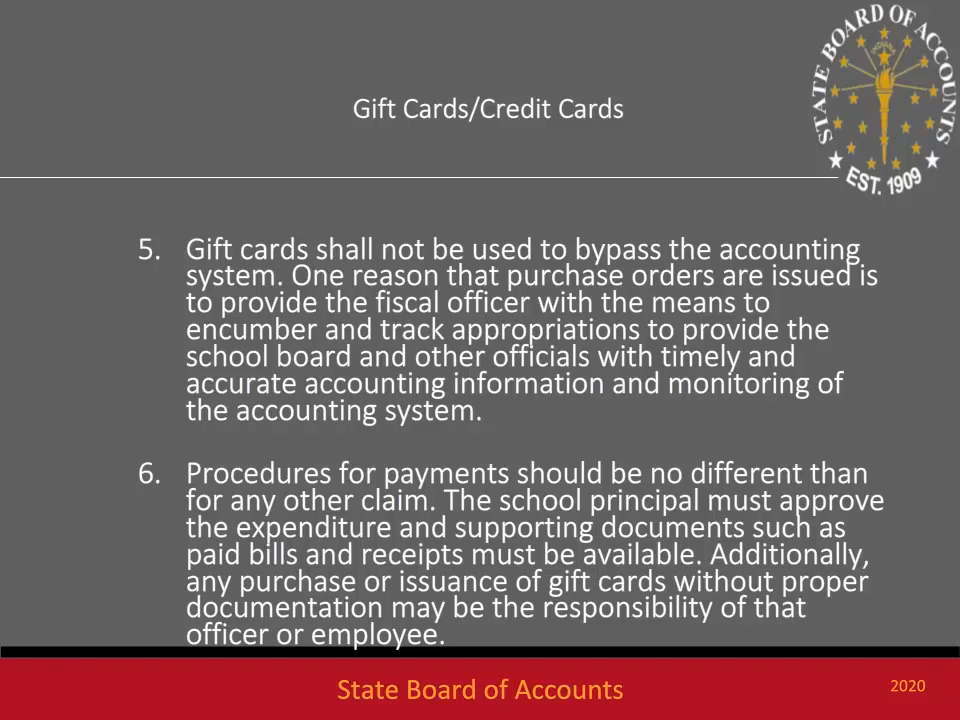 STATE BOARD OF ACCOUNTS
INDIANA
EST. 1909
Gift Cards/Credit Cards
5. Gift cards shall not be used to bypass the accounting
system. One reason that purchase orders are issued is
to provide the fiscal officer with the means to
encumber and track appropriations to provide the
school board and other officials with timely and
accurate accounting information and monitoring of
the accounting system.
6. Procedures for payments should be no different than
for any other claim. The school principal must approve
the expenditure and supporting documents such as
paid bills and receipts must be available. Additionally,
any purchase or issuance of gift cards without proper
documentation may be the responsibility of that
officer or employee.
State Board of Accounts
2020